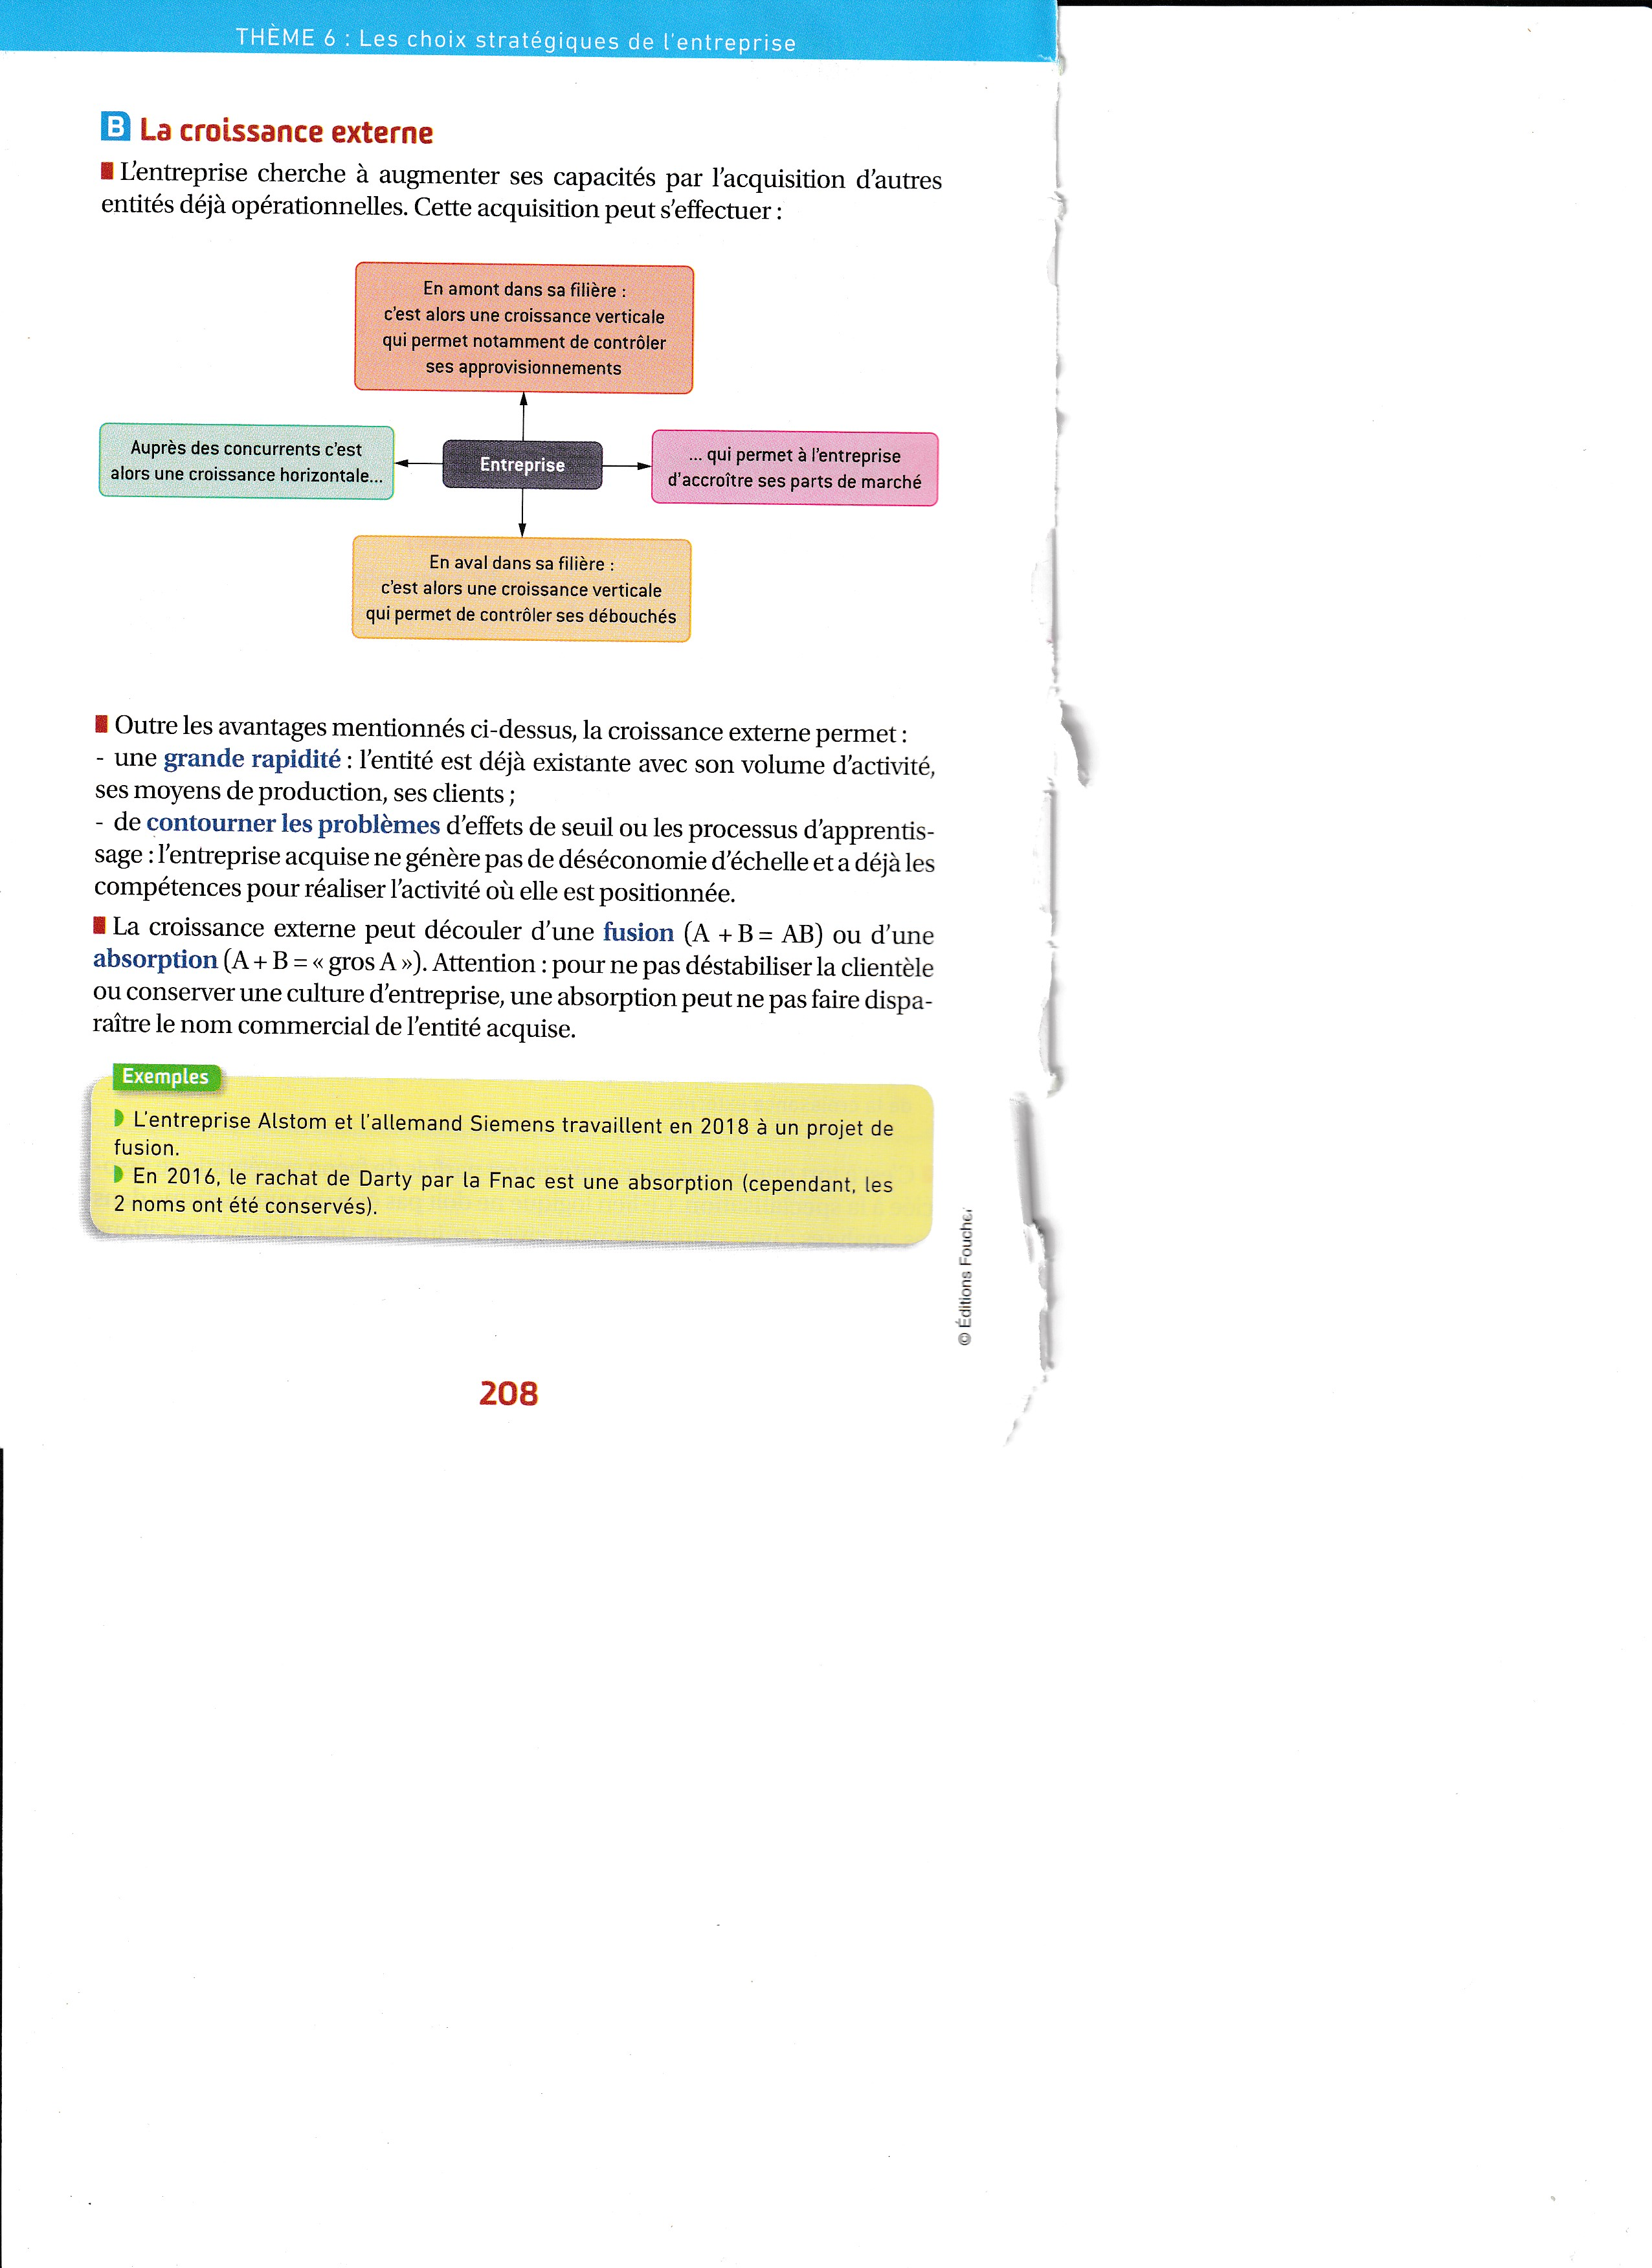 THÈME 6 : Les choix stratégiques de l'entreprise
B La croissance externe
L'entreprise cherche à augmenter ses capacités par l'acquisition d'autres
entités déjà opérationnelles. Cette acquisition peut s'effectuer :
En amont dans sa filière :
c'est alors une croissance verticale
qui permet notamment de contrôler
ses approvisionnements
Auprès des concurrents c'est
alors une croissance horizontale...
Entreprise
... qui permet à l'entreprise
d'accroître ses parts de marché
En aval dans sa filière :
c'est alors une croissance verticale
qui permet de contrôler ses débouchés
Outre les avantages mentionnés ci-dessus, la croissance externe permet :
- une grande rapidité : l'entité est déjà existante avec son volume d'activité,
ses moyens de production, ses clients ;
- de contourner les problèmes d'effets de seuil ou les processus d'apprentis-
sage : l'entreprise acquise ne génère pas de déséconomie d'échelle et a déjà les
compétences pour réaliser l'activité où elle est positionnée.
La croissance externe peut découler d'une fusion (A + B = AB) ou d'une
absorption (A + B = « gros A »). Attention : pour ne pas déstabiliser la clientèle
ou conserver une culture d'entreprise, une absorption peut ne pas faire dispa-
raître le nom commercial de l'entité acquise.
Exemples
L'entreprise Alstom et l'allemand Siemens travaillent en 2018 à un projet de
fusion.
En 2016, le rachat de Darty par la Fnac est une absorption (cependant, les
2 noms ont été conservés).
© Éditions Foucher
208